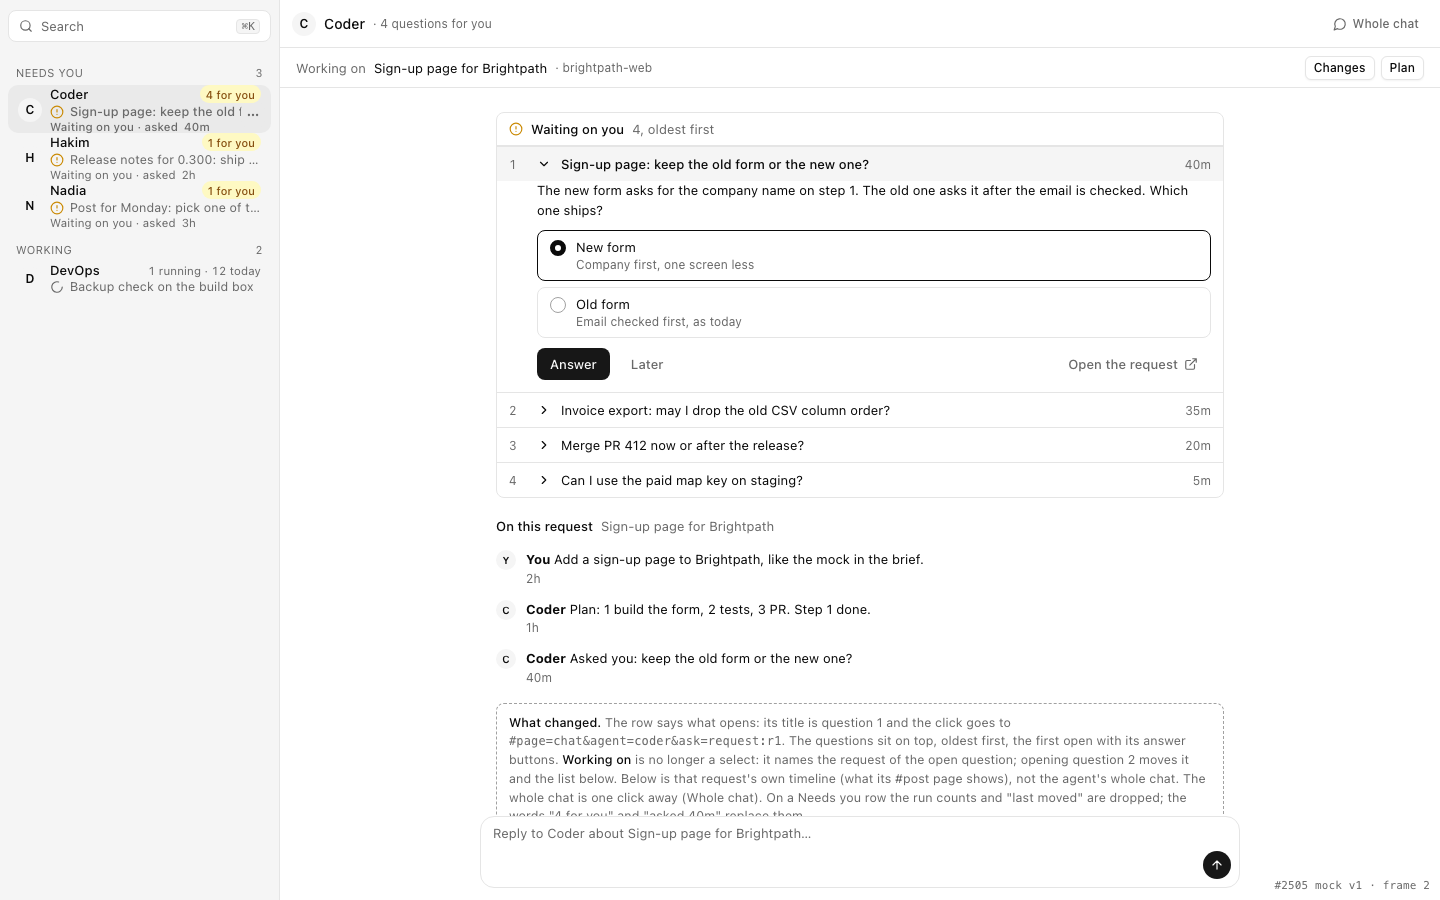 Search ⌘K
NEEDS YOU 3
C Coder 4 for you
Sign-up page: keep the old f ...
Waiting on you · asked 40m
H Hakim 1 for you
Release notes for 0.300: ship ...
Waiting on you · asked 2h
N Nadia 1 for you
Post for Monday: pick one of t...
Waiting on you · asked 3h
WORKING 2
D DevOps 1 running · 12 today
Backup check on the build box
C Coder · 4 questions for you Whole chat
Working on Sign-up page for Brightpath · brightpath-web Changes Plan
Waiting on you 4, oldest first
1 Sign-up page: keep the old form or the new one? 40m
The new form asks for the company name on step 1. The old one asks it after the email is checked. Which
one ships?
New form
Company first, one screen less
Old form
Email checked first, as today
Answer Later Open the request
2 Invoice export: may I drop the old CSV column order? 35m
3 Merge PR 412 now or after the release? 20m
4 Can I use the paid map key on staging? 5m
On this request Sign-up page for Brightpath
Y You Add a sign-up page to Brightpath, like the mock in the brief.
2h
C Coder Plan: 1 build the form, 2 tests, 3 PR. Step 1 done.
1h
C Coder Asked you: keep the old form or the new one?
40m
What changed. The row says what opens: its title is question 1 and the click goes to
#page=chat&agent=coder&ask=request:r1. The questions sit on top, oldest first, the first open with its answer
buttons. Working on is no longer a select: it names the request of the open question; opening question 2 moves it
and the list below. Below is that request's own timeline (what its #post page shows), not the agent's whole chat. The
whole chat is one click away (Whole chat). On a Needs you row the run counts and "last moved" are dropped; the
words "4 for you" and "asked 40m" replace them.
Reply to Coder about Sign-up page for Brightpath...
#2505 mock v1 · frame 2